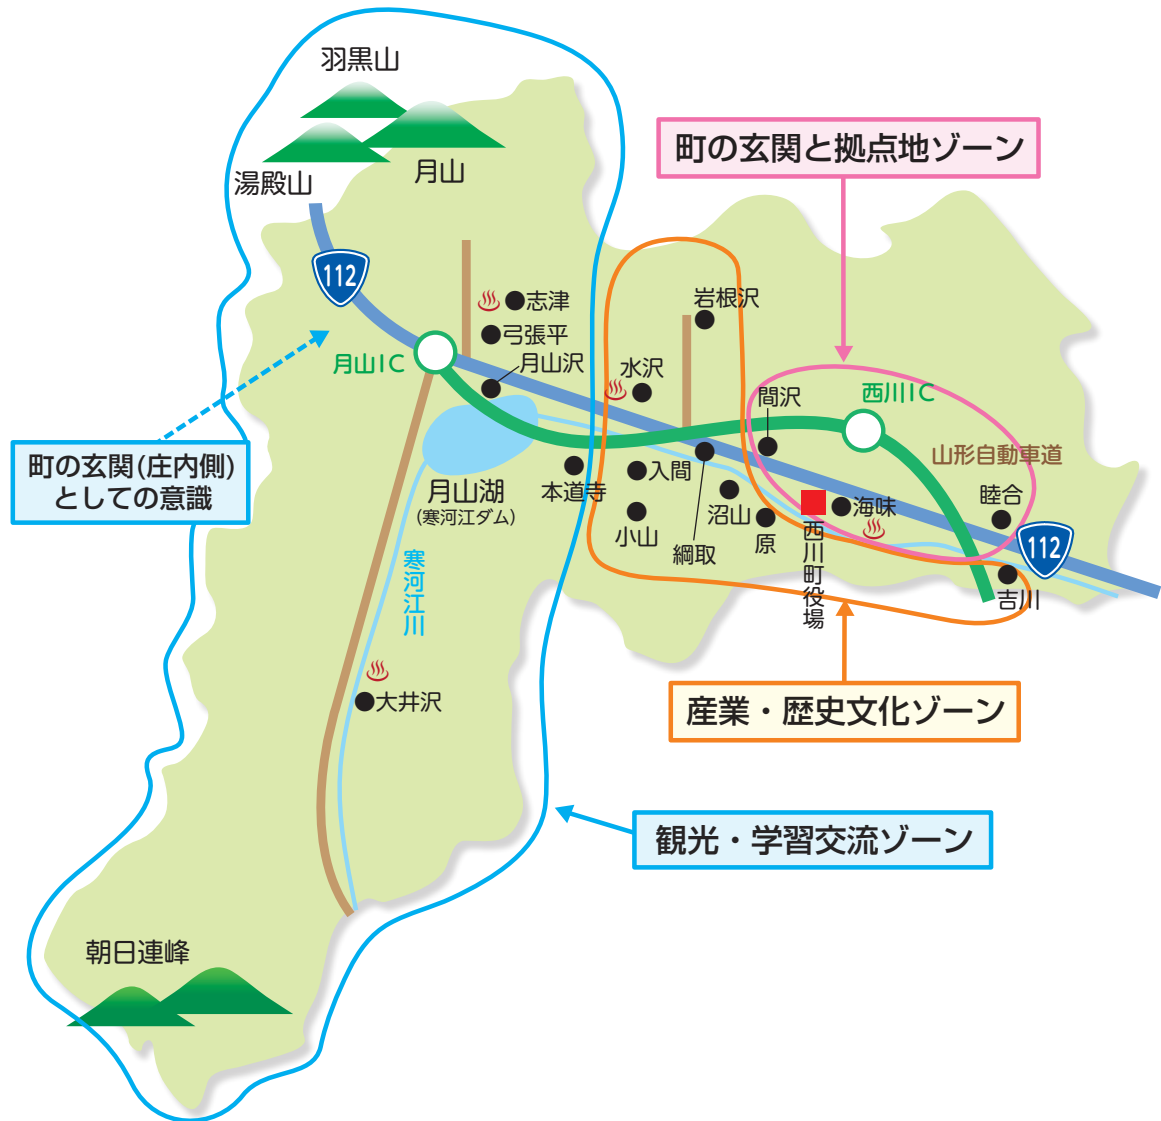 羽黒山
月山
湯殿山
町の玄関と拠点地ゾーン
112
志津
弓張平
月山沢
月山IC
岩根沢
水沢
間沢
西川IC
山形自動車道
町の玄関(庄内側)
としての意識
月山湖
(寒河江ダム)
本道寺
入間
小山
綱取
沼山
原
西川町役場
海味
睦合
112
吉川
寒河江川
大井沢
産業・歴史文化ゾーン
観光・学習交流ゾーン
朝日連峰